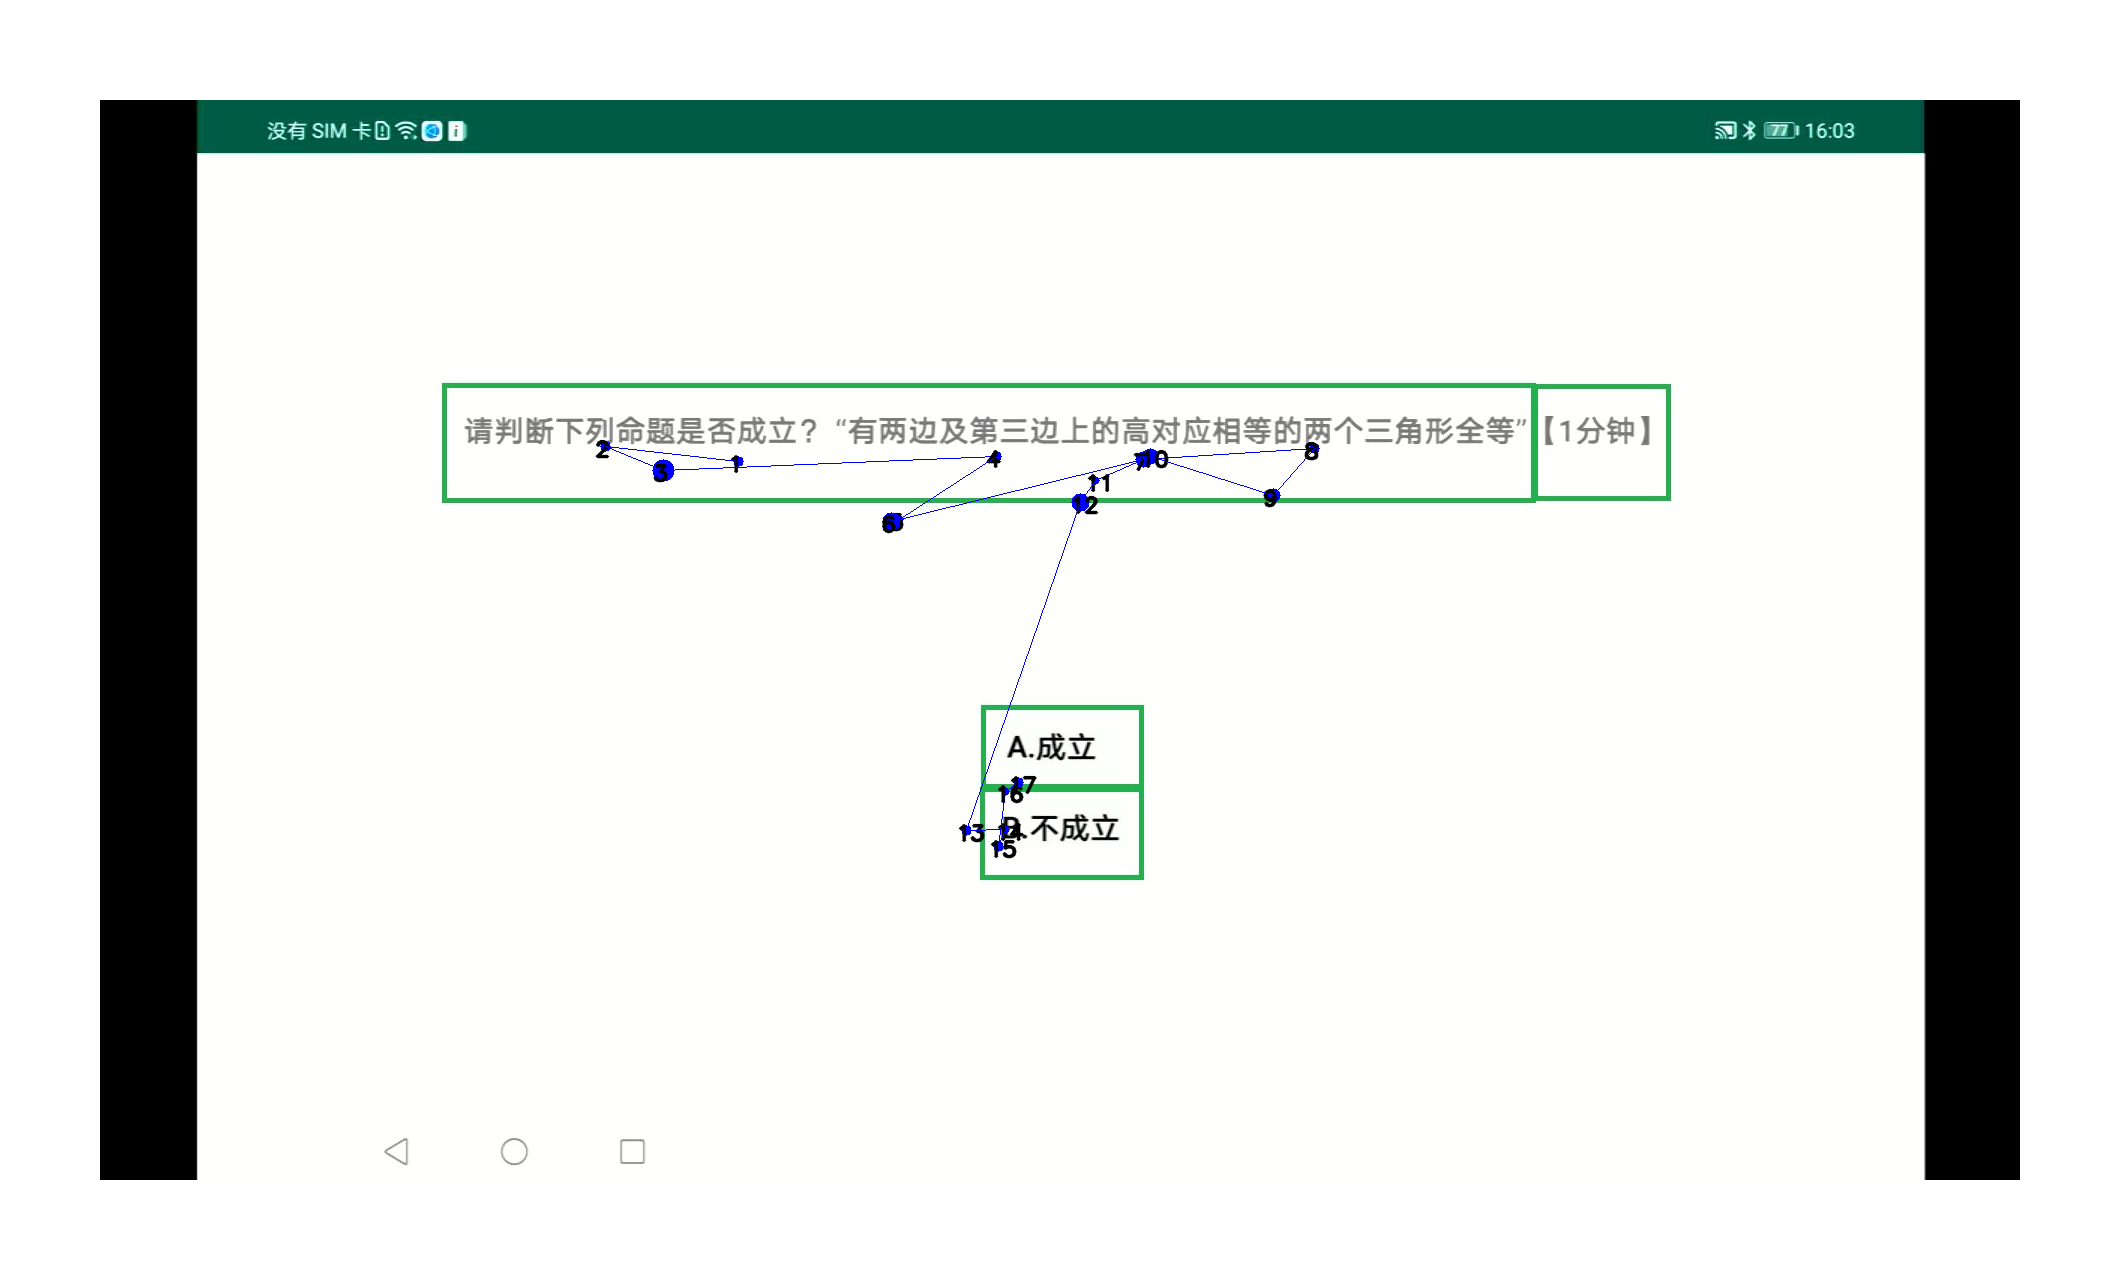 没有 SIM 卡 77 16:03
请判断下列命题是否成立？“有两边及第三边上的高对应相等的两个三角形全等”【1分钟】
2 1 3 4 8 7 10 11 12 9 6 5
A.成立
17
16
13 14 B.不成立
15